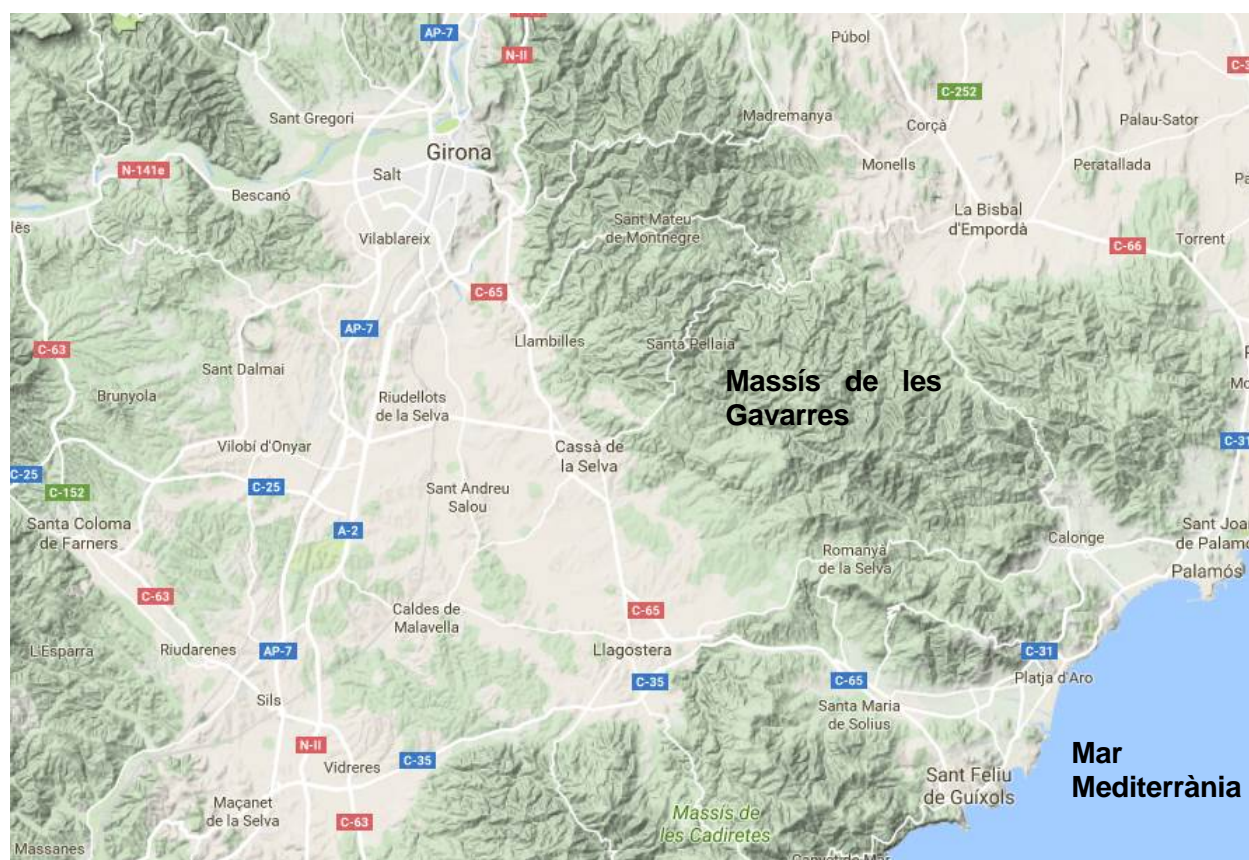 AP-7
N-II
Púbol
C-252
Sant Gregori
Madremanya
Corçà
Palau-Sator
Girona
N-141e
Salt
Monells
Peratallada
Bescanó
La Bisbal
d'Empordà
Sant Mateu
de Montnegre
Vilablareix
C-66
Torrent
C-65
AP-7
Llambilles
Santa Pellaia
C-63
Sant Dalmai
Massís de les
Gavarres
Brunyola
Riudellots
de la Selva
Vilobí d'Onyar
Cassà de
la Selva
C-31
C-25
C-152
C-25
Sant Andreu
Salou
Santa Coloma
de Farners
A-2
Calonge
Romanyà
de la Selva
Palamós
C-63
Caldes de
Malavella
C-65
L'Esparra
Riudarenes
AP-7
Llagostera
C-31
C-35
C-65
Platja d'Aro
Sils
Santa Maria
de Solius
N-II
C-35
Vidreres
Mar
Mediterrània
Sant Feliu
de Guíxols
Maçanet
de la Selva
C-63
Massís de
les Cadiretes
Massanes